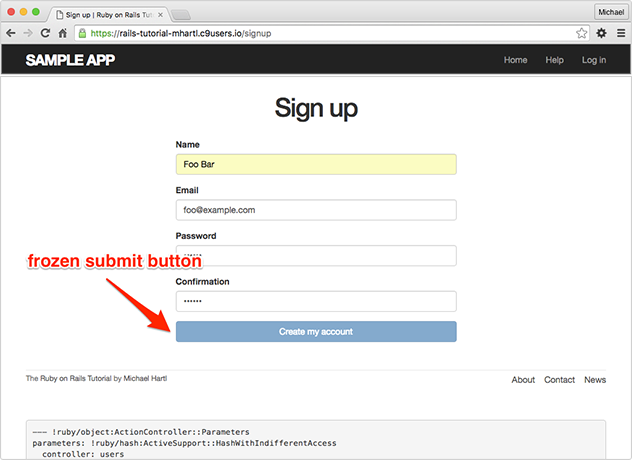 Sign up | Ruby on Rails Tuto
Michael
https://rails-tutorial-mhartl.c9users.io/signup
SAMPLE APP
Home Help Log in
Sign up
Name
Foo Bar
Email
foo@example.com
Password
••••••
frozen submit button
Confirmation
••••••
Create my account
The Ruby on Rails Tutorial by Michael Hartl
About Contact News
--- !ruby/object:ActionController::Parameters
parameters: !ruby/hash:ActiveSupport::HashWithIndifferentAccess
controller: users